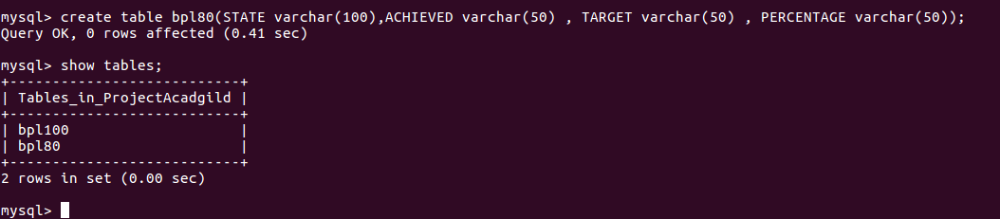 mysql> create table bpl80(STATE varchar(100),ACHIEVED varchar(50) , TARGET varchar(50) , PERCENTAGE varchar(50));
Query OK, 0 rows affected (0.41 sec)
mysql> show tables;
+---------------------------+
| Tables_in_ProjectAcadgild |
+---------------------------+
| bpl100                    |
| bpl80                     |
+---------------------------+
2 rows in set (0.00 sec)
mysql>